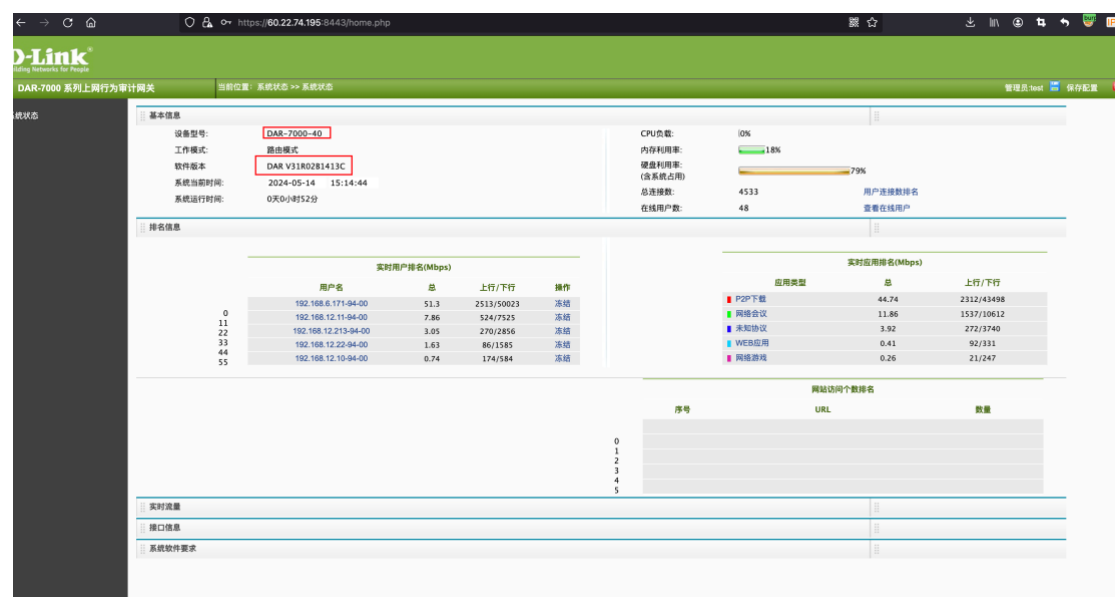 https://60.22.74.195:8443/home.php
D-Link®
Building Networks for People
DAR-7000 系列上网行为审计网关
当前位置: 系统状态 >> 系统状态
管理员:test 保存配置
系统状态
基本信息
设备型号: DAR-7000-40
CPU负载: 0%
工作模式: 路由模式
内存利用率: 18%
软件版本 DAR V31R0281413C
硬盘利用率: 79%
(含系统占用)
系统当前时间: 2024-05-14 15:14:44
总连接数: 4533 用户连接数排名
系统运行时间: 0天0小时52分
在线用户数: 48 查看在线用户
排名信息
实时用户排名(Mbps)
用户名 总 上行/下行 操作
192.168.6.171-94-00 51.3 2513/50023 冻结
192.168.12.11-94-00 7.86 524/7525 冻结
192.168.12.213-94-00 3.05 270/2856 冻结
192.168.12.22-94-00 1.63 86/1585 冻结
192.168.12.10-94-00 0.74 174/584 冻结
0
11
22
33
44
55
实时应用排名(Mbps)
应用类型 总 上行/下行
P2P下载 44.74 2312/43498
网络会议 11.86 1537/10612
未知协议 3.92 272/3740
WEB应用 0.41 92/331
网络游戏 0.26 21/247
网站访问个数排名
序号 URL 数量
0
1
2
3
4
5
实时流量
接口信息
系统软件要求